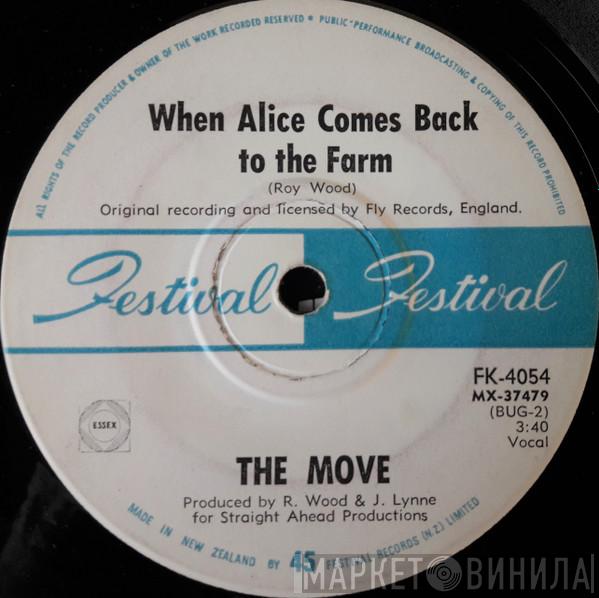 ALL RIGHTS OF THE RECORD PRODUCER & OWNER OF THE WORK RECORDED RESERVED * PUBLIC PERFORMANCE BROADCASTING & COPYING OF THIS RECORD PROHIBITED
When Alice Comes Back
to the Farm
(Roy Wood)
Original recording and licensed by Fly Records, England.
Festival Festival
FK-4054
MX-37479
(BUG-2)
3:40
Vocal
ESSEX
THE MOVE
Produced by R. Wood & J. Lynne
for Straight Ahead Productions
MADE IN NEW ZEALAND BY 45 FESTIVAL RECORDS (N.Z.) LIMITED
МАРКЕТ ВИНИЛА